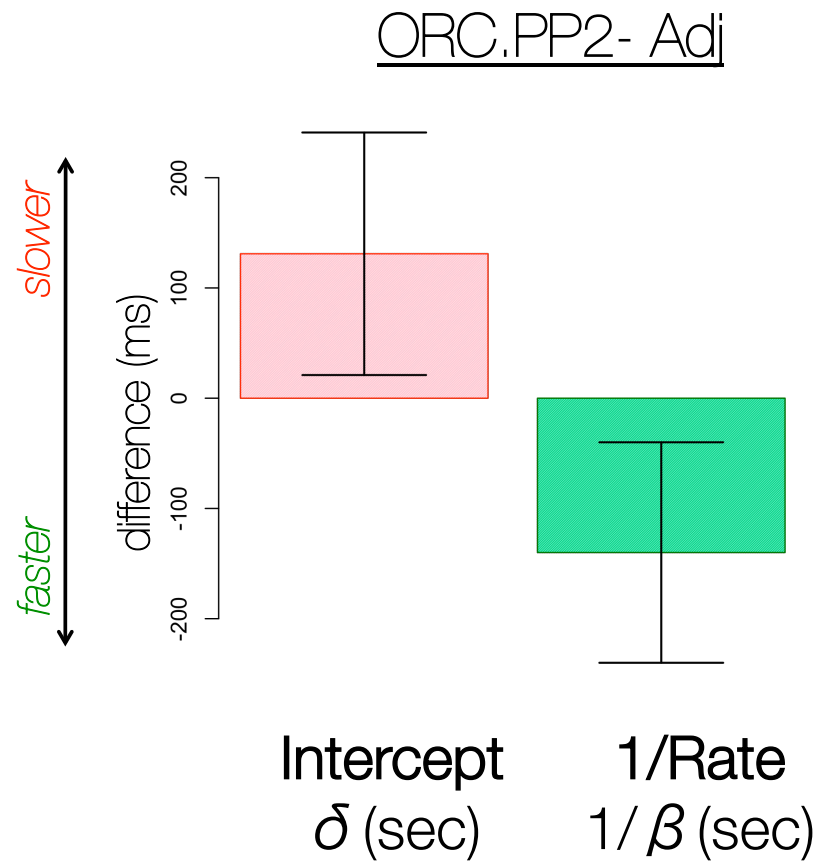 ORC.PP2- Adj
slower
faster
difference (ms)
200
100
0
-100
-200
Intercept
δ (sec)
1/Rate
1/ β (sec)